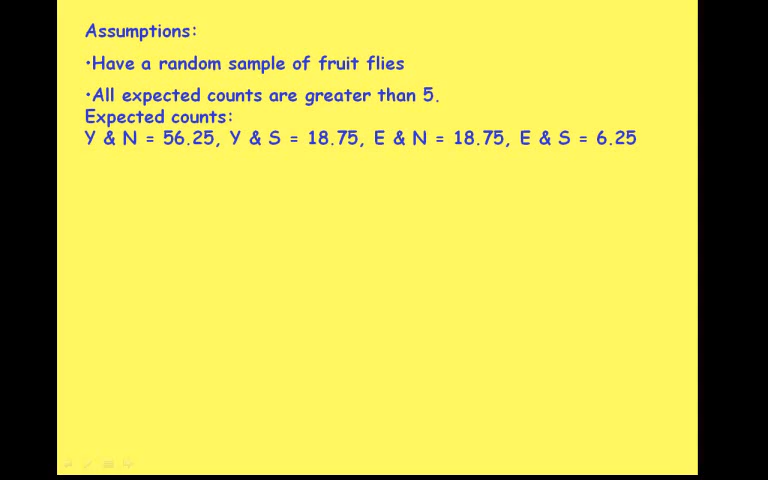 Assumptions:
•Have a random sample of fruit flies
•All expected counts are greater than 5.
Expected counts:
Y & N = 56.25, Y & S = 18.75, E & N = 18.75, E & S = 6.25